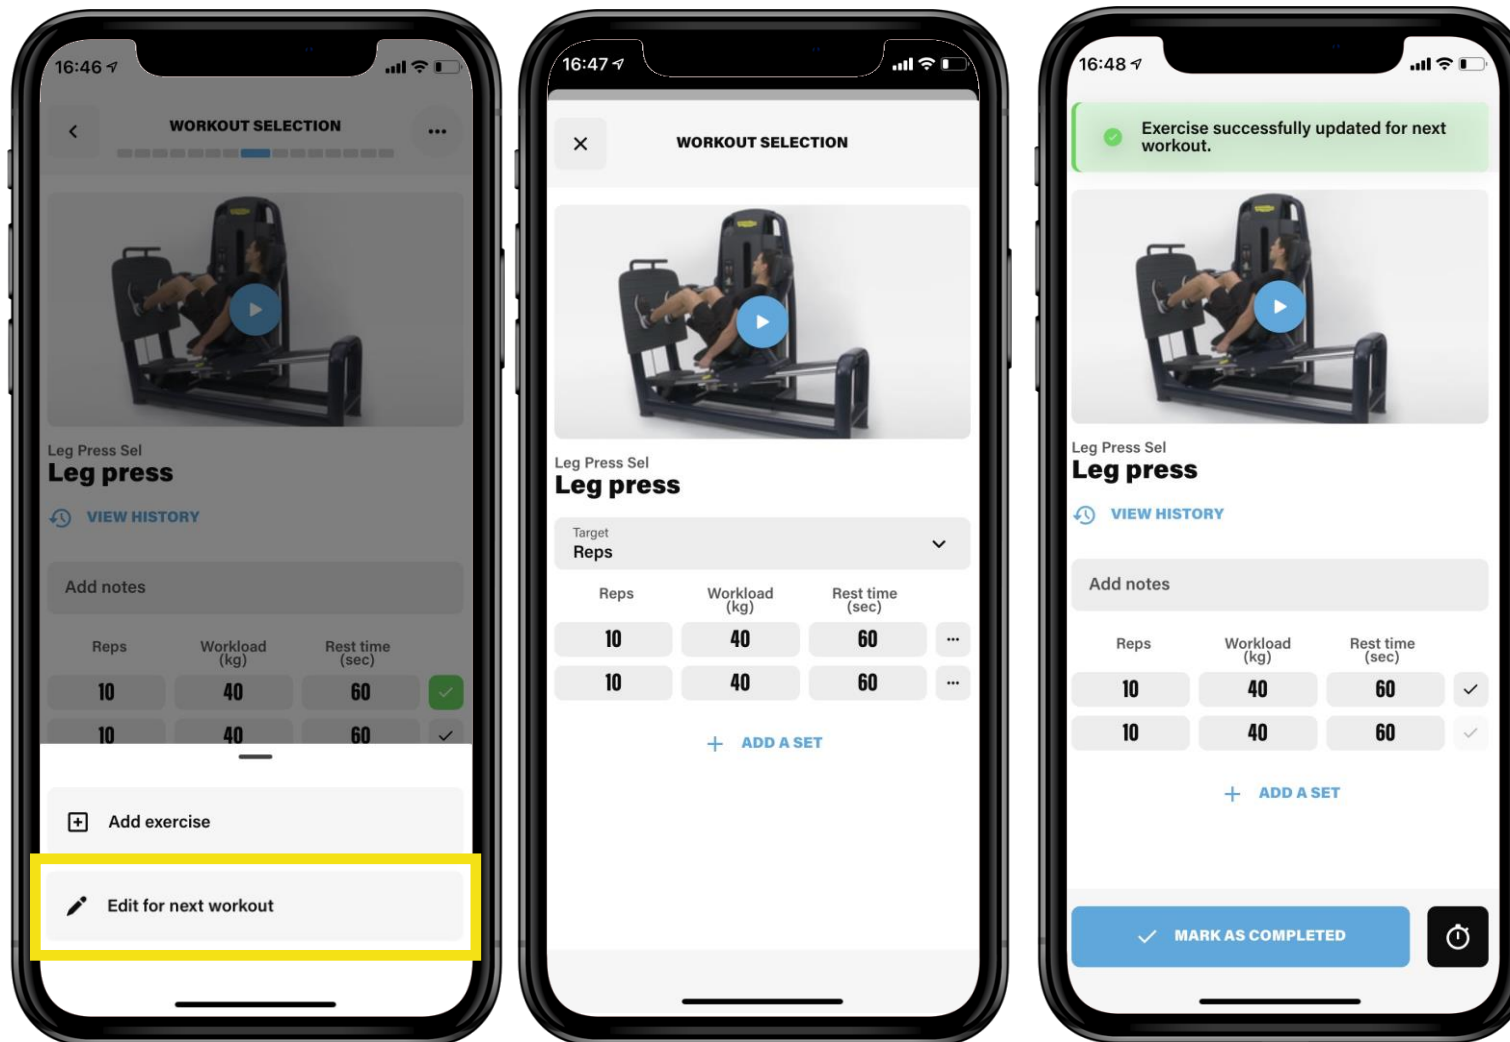 16:46
WORKOUT SELECTION
Leg Press Sel
Leg press
VIEW HISTORY
Add notes
Reps Workload (kg) Rest time (sec)
10 40 60
10 40 60
Add exercise
Edit for next workout
16:47
WORKOUT SELECTION
Leg Press Sel
Leg press
Target
Reps
Reps Workload (kg) Rest time (sec)
10 40 60
10 40 60
+ ADD A SET
16:48
Exercise successfully updated for next
workout.
Leg Press Sel
Leg press
VIEW HISTORY
Add notes
Reps Workload (kg) Rest time (sec)
10 40 60
10 40 60
+ ADD A SET
MARK AS COMPLETED